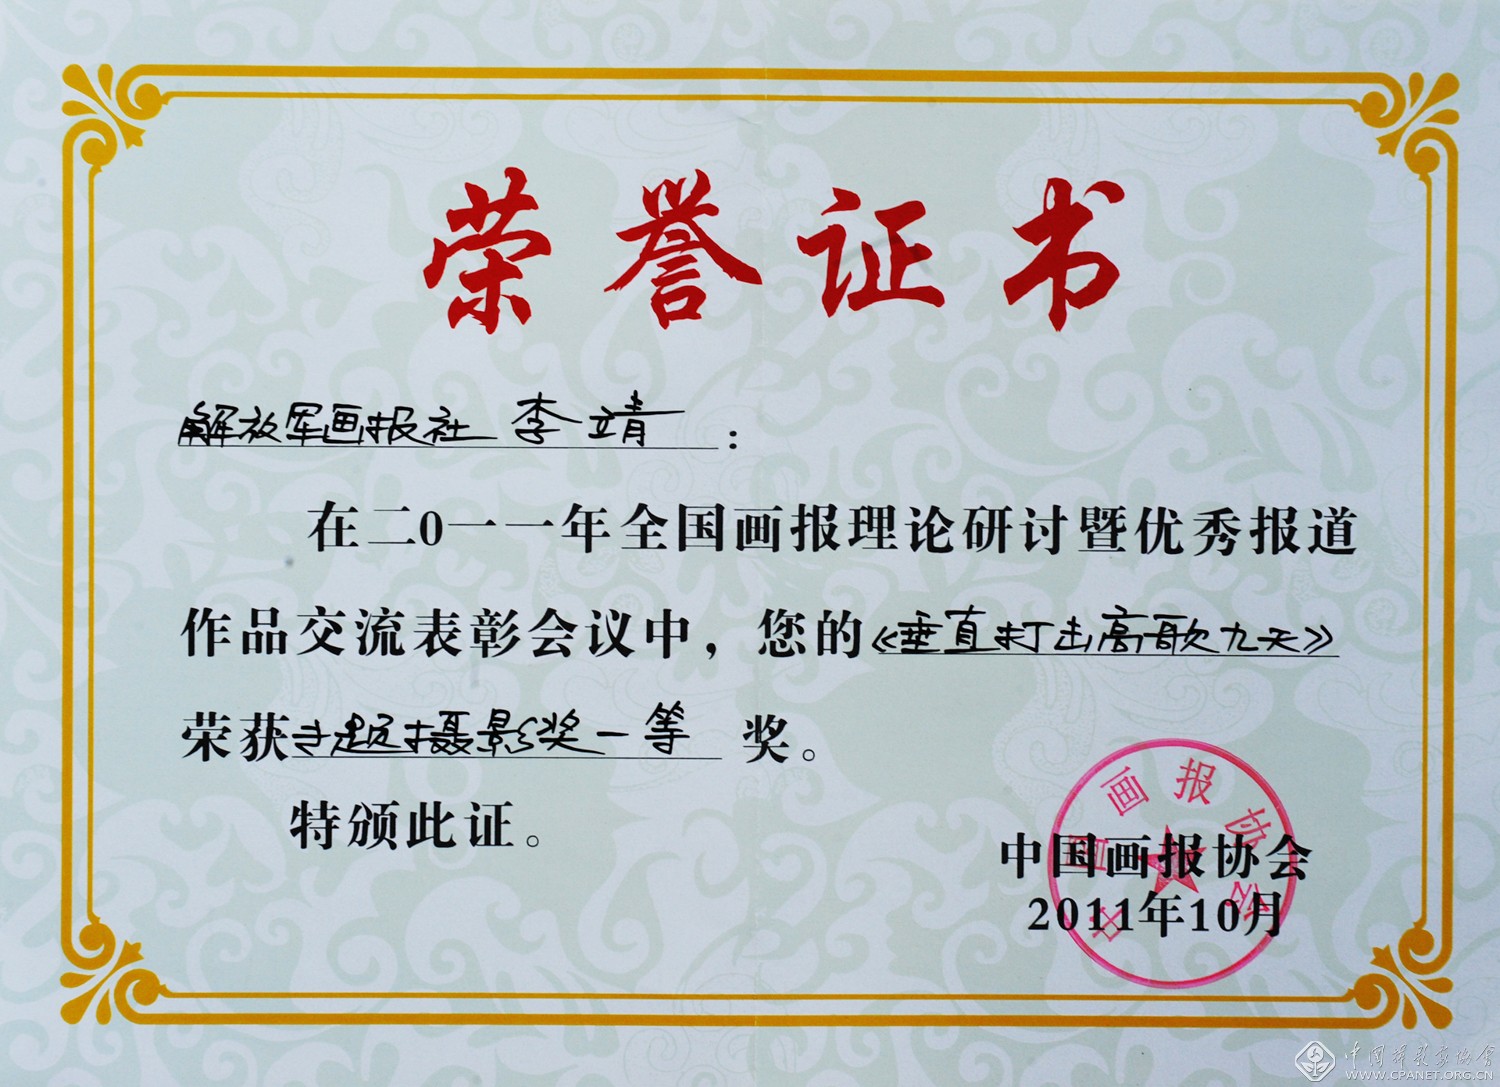 荣誉证书
解放军画报社 李靖：
在二0一一年全国画报理论研讨暨优秀报道
作品交流表彰会议中，您的《垂直打击高歌九天》
荣获专题摄影奖一等 奖。
特颁此证。
中国画报协会
中国画报协会
2011年10月
中国摄影家协会
WWW.CPANET.ORG.CN